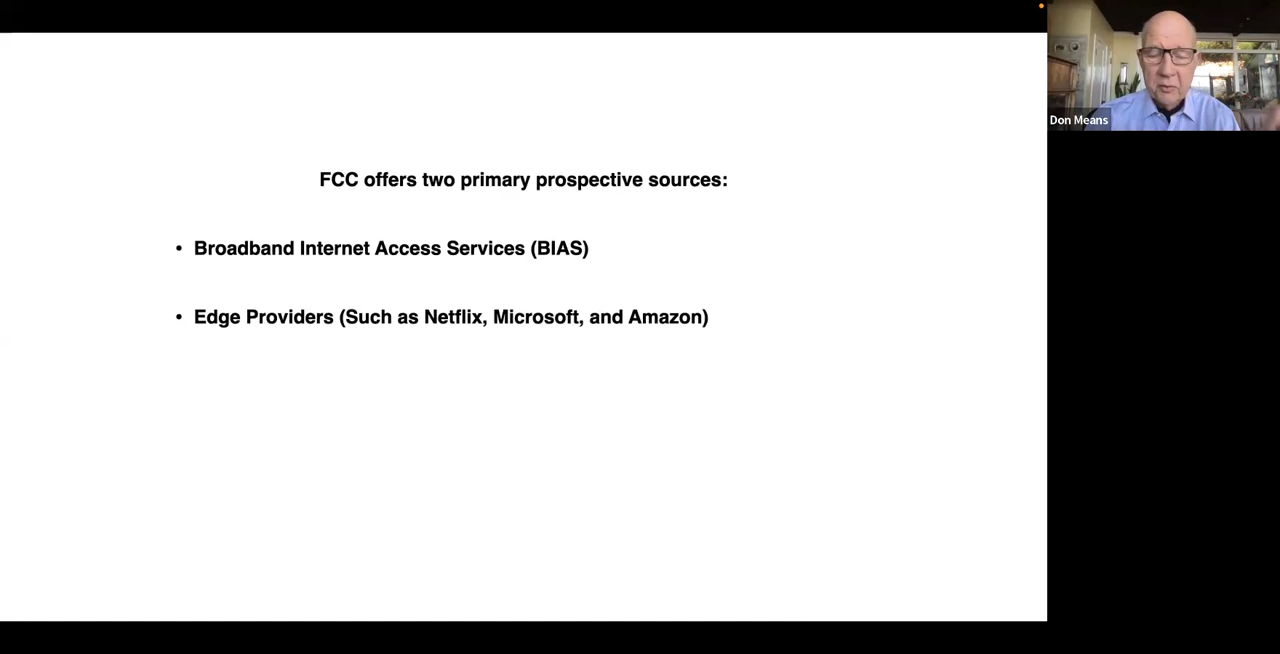 FCC offers two primary prospective sources:
• Broadband Internet Access Services (BIAS)
• Edge Providers (Such as Netflix, Microsoft, and Amazon)
Don Means